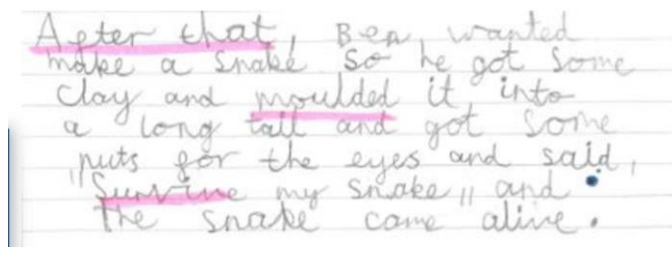 After that, Ben, wanted
make a snake so he got some
clay and moulded it into
a long tail and got some
nuts for the eyes and said,
"Survive my snake" and
the snake came alive.